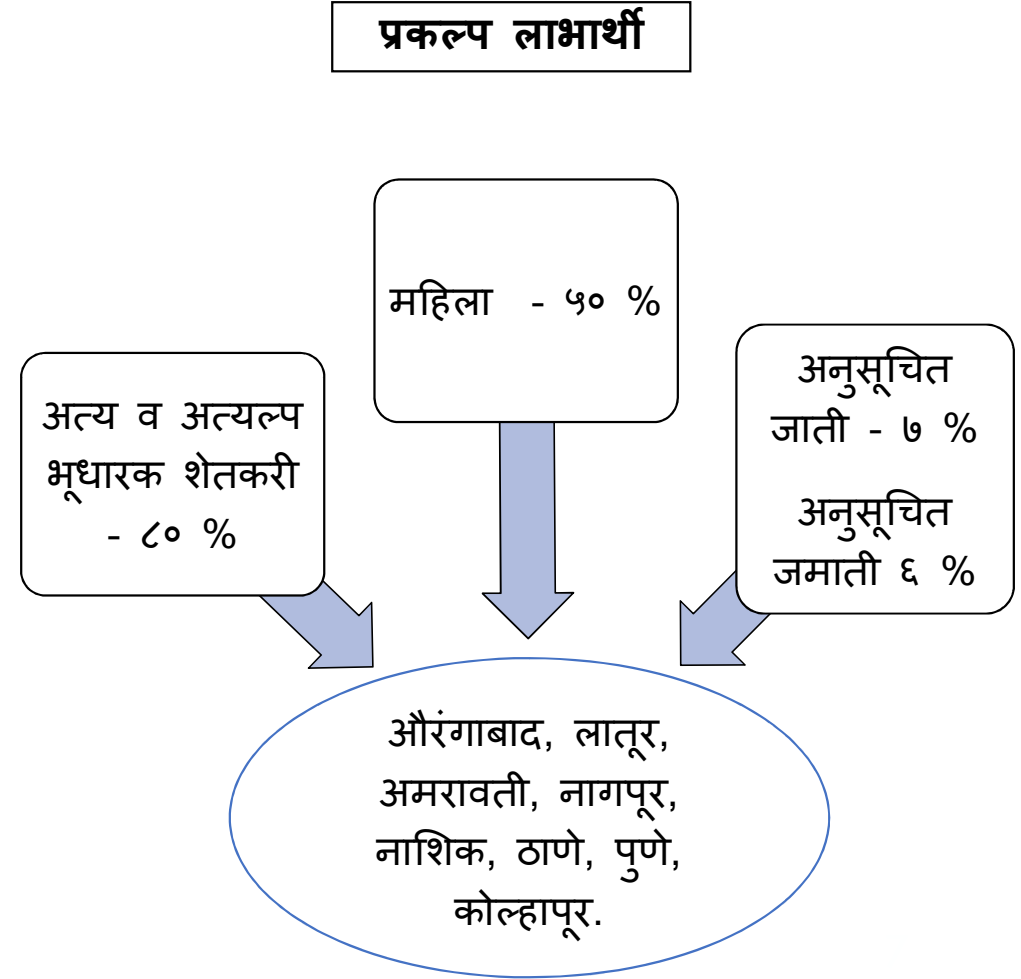 प्रकल्प लाभार्थी
महिला - ५० %
अत्य व अत्यल्प
भूधारक शेतकरी
- ८० %
अनुसूचित
जाती - ७ %
अनुसूचित
जमाती ६ %
औरंगाबाद, लातूर,
अमरावती, नागपूर,
नाशिक, ठाणे, पुणे,
कोल्हापूर.